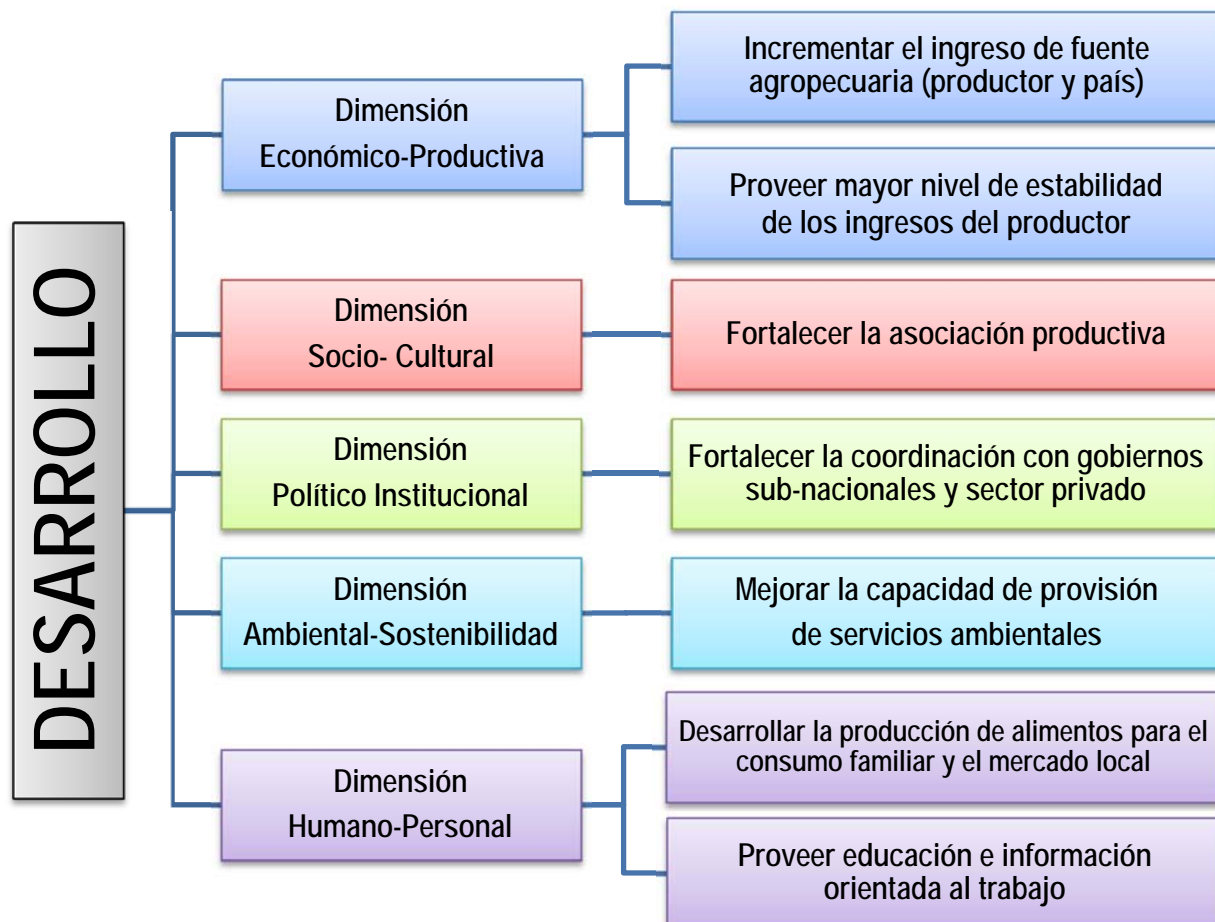 DESARROLLO
Dimensión
Económico-Productiva
Incrementar el ingreso de fuente
agropecuaria (productor y país)
Proveer mayor nivel de estabilidad
de los ingresos del productor
Dimensión
Socio- Cultural
Fortalecer la asociación productiva
Dimensión
Político Institucional
Fortalecer la coordinación con gobiernos
sub-nacionales y sector privado
Dimensión
Ambiental-Sostenibilidad
Mejorar la capacidad de provisión
de servicios ambientales
Dimensión
Humano-Personal
Desarrollar la producción de alimentos para el
consumo familiar y el mercado local
Proveer educación e información
orientada al trabajo